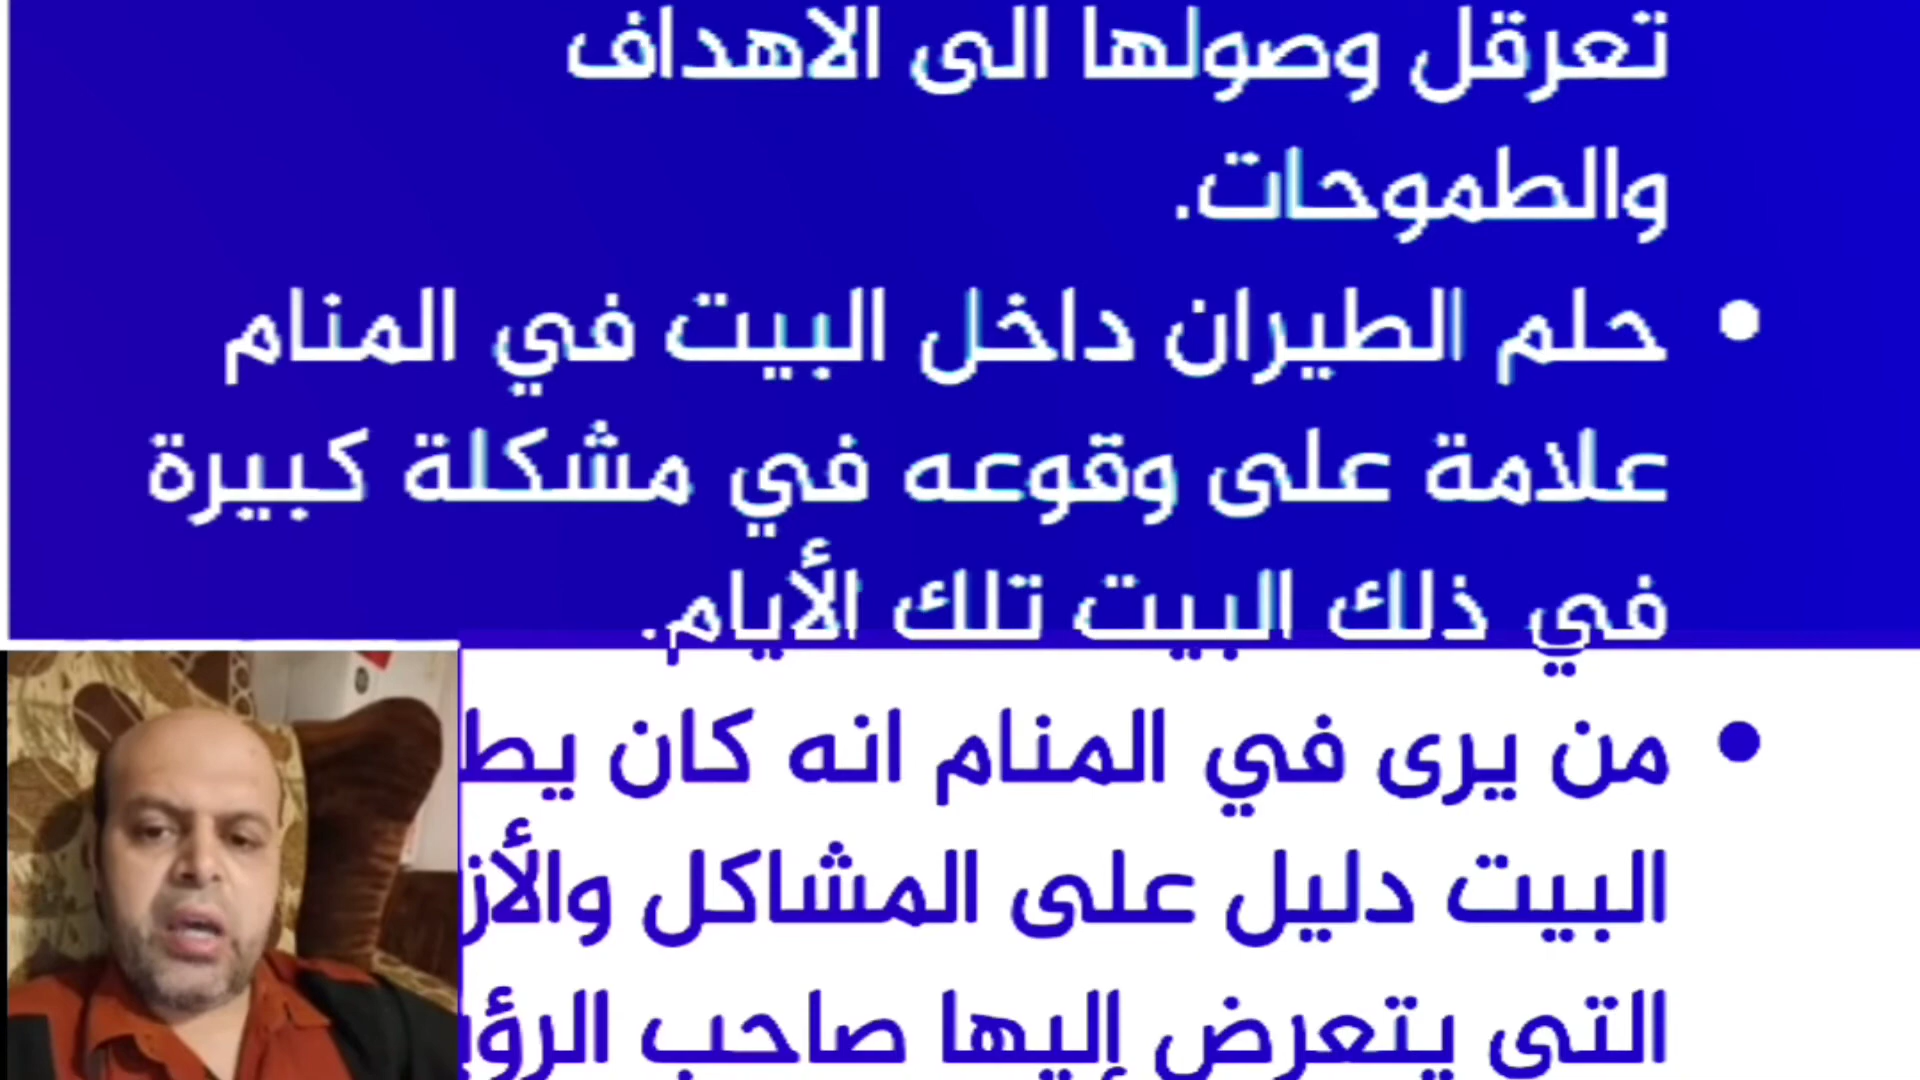 تعرقل وصولها الى الاهداف
والطموحات.
• حلم الطيران داخل البيت في المنام
علامة على وقوعه في مشكلة كبيرة
في ذلك البيت تلك الأيام.
• من يرى في المنام انه كان
البيت دليل على المشاكل
التي يتعرض إليها صاحب